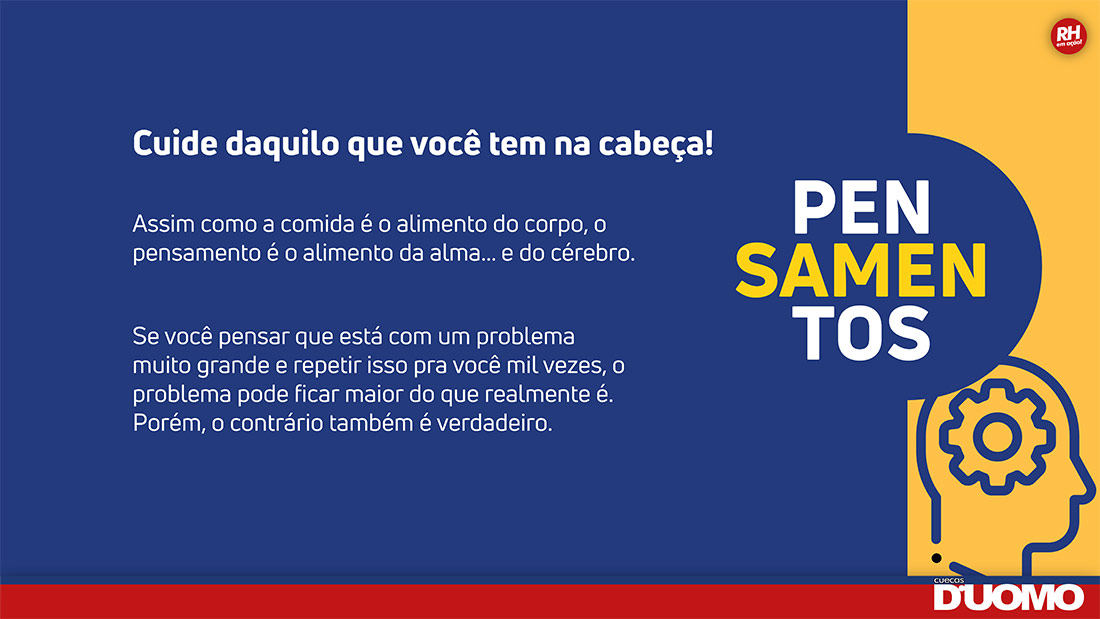 RH
em ação!
Cuide daquilo que você tem na cabeça!
Assim como a comida é o alimento do corpo, o
pensamento é o alimento da alma... e do cérebro.
Se você pensar que está com um problema
muito grande e repetir isso pra você mil vezes, o
problema pode ficar maior do que realmente é.
Porém, o contrário também é verdadeiro.
PEN
SAMEN
TOS
cuecas
D'UOMO